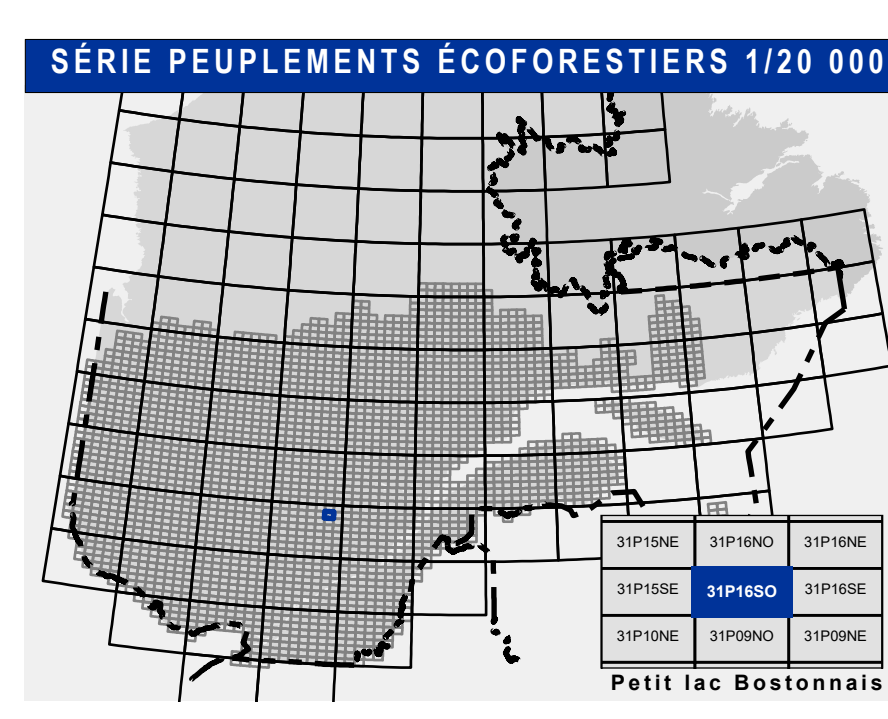 SÉRIE PEUPLEMENTS ÉCOFORESTIERS 1/20 000
31P15NE 31P16NO 31P16NE
31P15SE 31P16SO 31P16SE
31P10NE 31P09NO 31P09NE
Petit lac Bostonnais